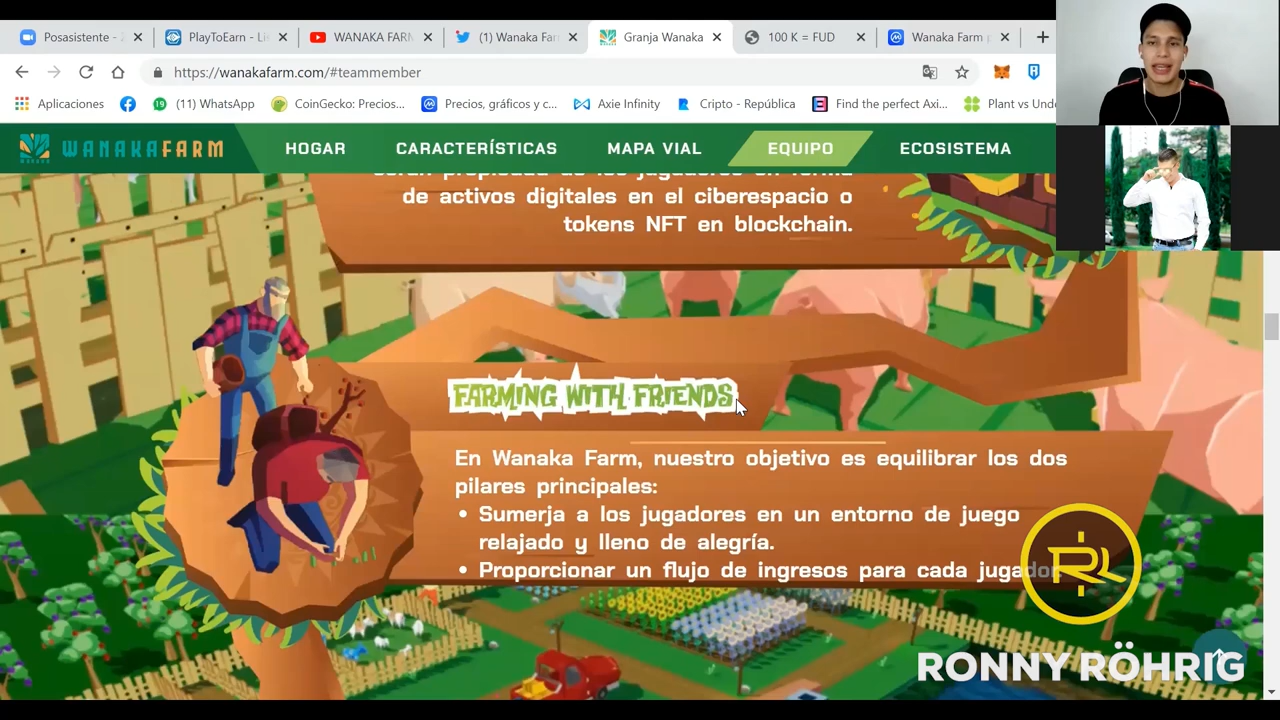 Posasistente - 2
PlayToEarn - Li
WANAKA FARM
(1) Wanaka Far
Granja Wanaka
100 K = FUD
Wanaka Farm p
https://wanakafarm.com/#teammember
Aplicaciones
(11) WhatsApp
CoinGecko: Precios...
Precios, gráficos y c...
Axie Infinity
Cripto - República
Find the perfect Axi...
Plant vs Unde
WANAKAFARM
HOGAR
CARACTERÍSTICAS
MAPA VIAL
EQUIPO
ECOSISTEMA
de activos digitales en el ciberespacio o
tokens NFT en blockchain.
FARMING WITH FRIENDS
En Wanaka Farm, nuestro objetivo es equilibrar los dos
pilares principales:
• Sumerja a los jugadores en un entorno de juego
relajado y lleno de alegría.
• Proporcionar un flujo de ingresos para cada jugador
RONNY RÖHRIG